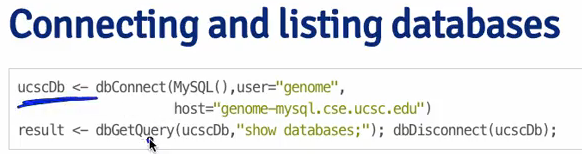 Connecting and listing databases
ucscDb <- dbConnect(MySQL(),user="genome",
host="genome-mysql.cse.ucsc.edu")
result <- dbGetQuery(ucscDb,"show databases;"); dbDisconnect(ucscDb);